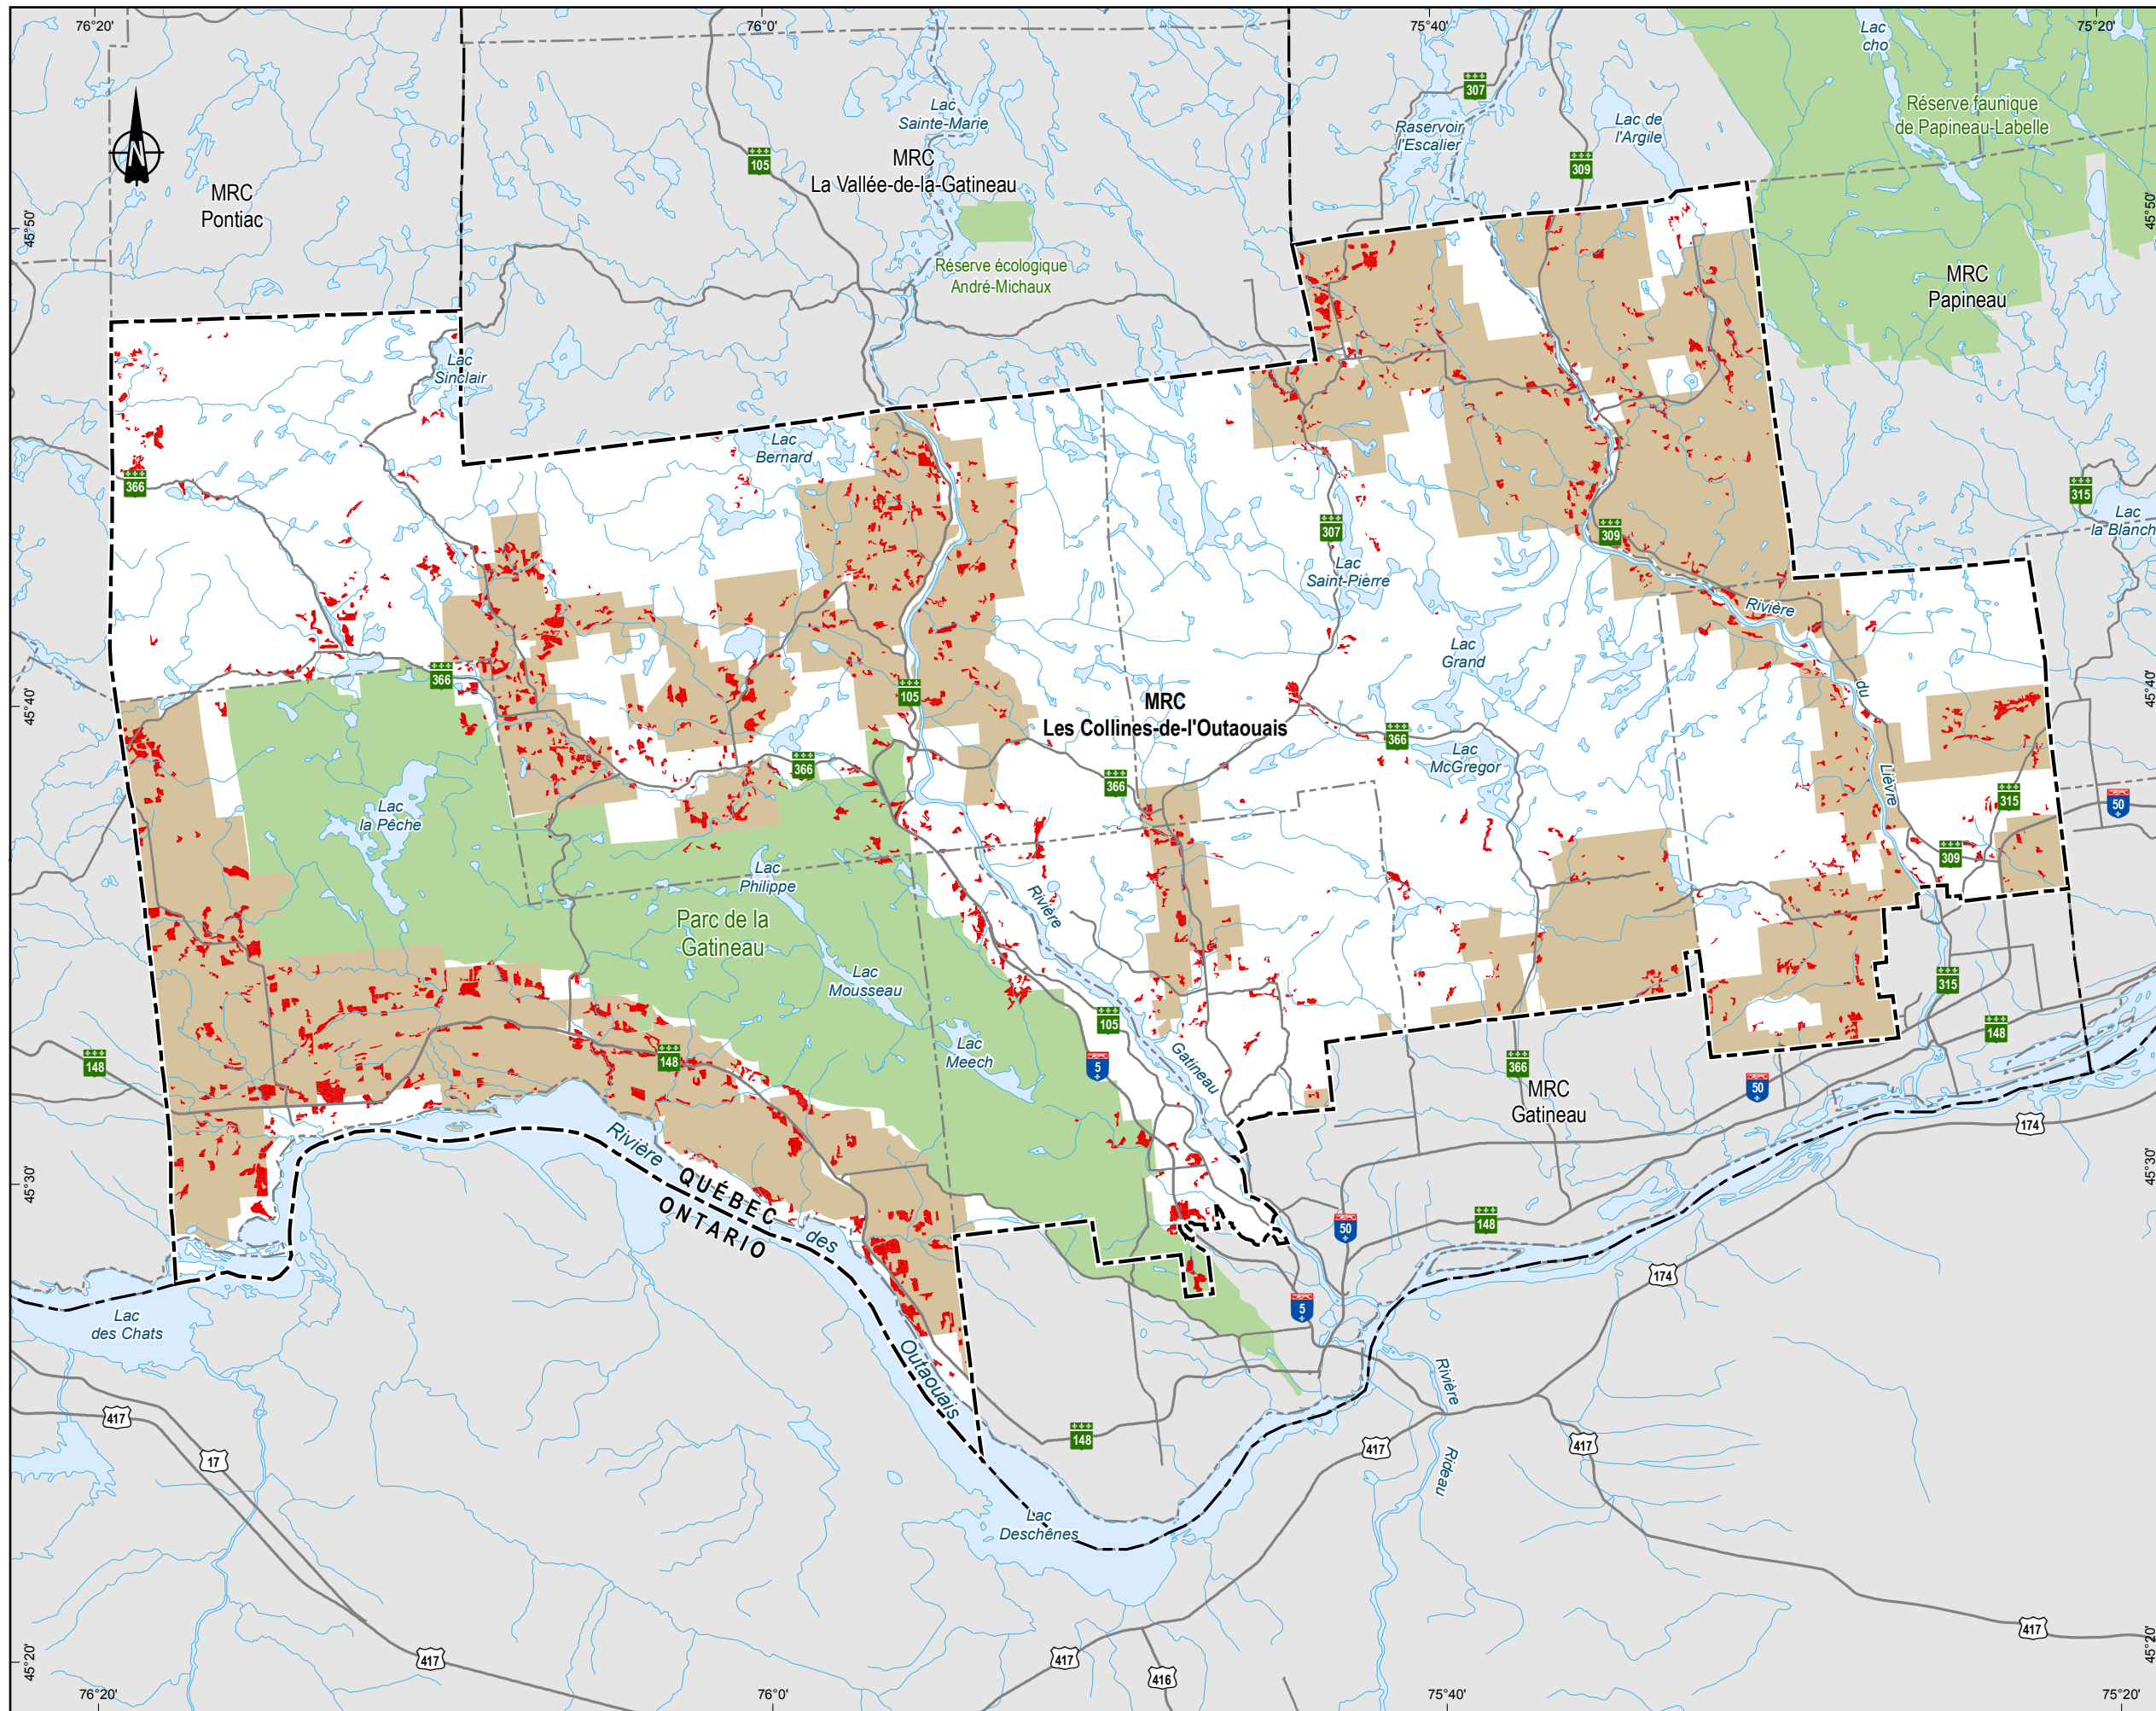 76°20'
76°0'
75°40'
75°20'
Lac
cho
307
Réserve faunique
de Papineau-Labelle
Lac
Sainte-Marie
Raservoir
l'Escalier
Lac de
l'Argile
N
105
309
MRC
La Vallée-de-la-Gatineau
MRC
Pontiac
45°50'
45°50'
Réserve écologique
André-Michaux
MRC
Papineau
Lac
Sinclair
Lac
Bernard
366
315
Lac
la Blanch
307
309
Lac
Saint-Pierre
Rivière
du
Lièvre
Lac
Grand
366
45°40'
45°40'
105
MRC
Les Collines-de-l'Outaouais
366
Lac
McGregor
366
366
315
50
Lac
la Pêche
309
Lac
Philippe
Parc de la
Gatineau
Rivière
Gatineau
Lac
Mousseau
315
105
148
Lac
Meech
148
148
5
366
50
MRC
Gatineau
174
Rivière
des
Outaouais
QUÉBEC
ONTARIO
45°30'
45°30'
50
148
174
5
Lac
des Chats
Rivière
Rideau
417
148
417
417
17
Lac
Deschênes
417
45°20'
45°20'
417
417
416
76°20'
76°0'
75°40'
75°20'